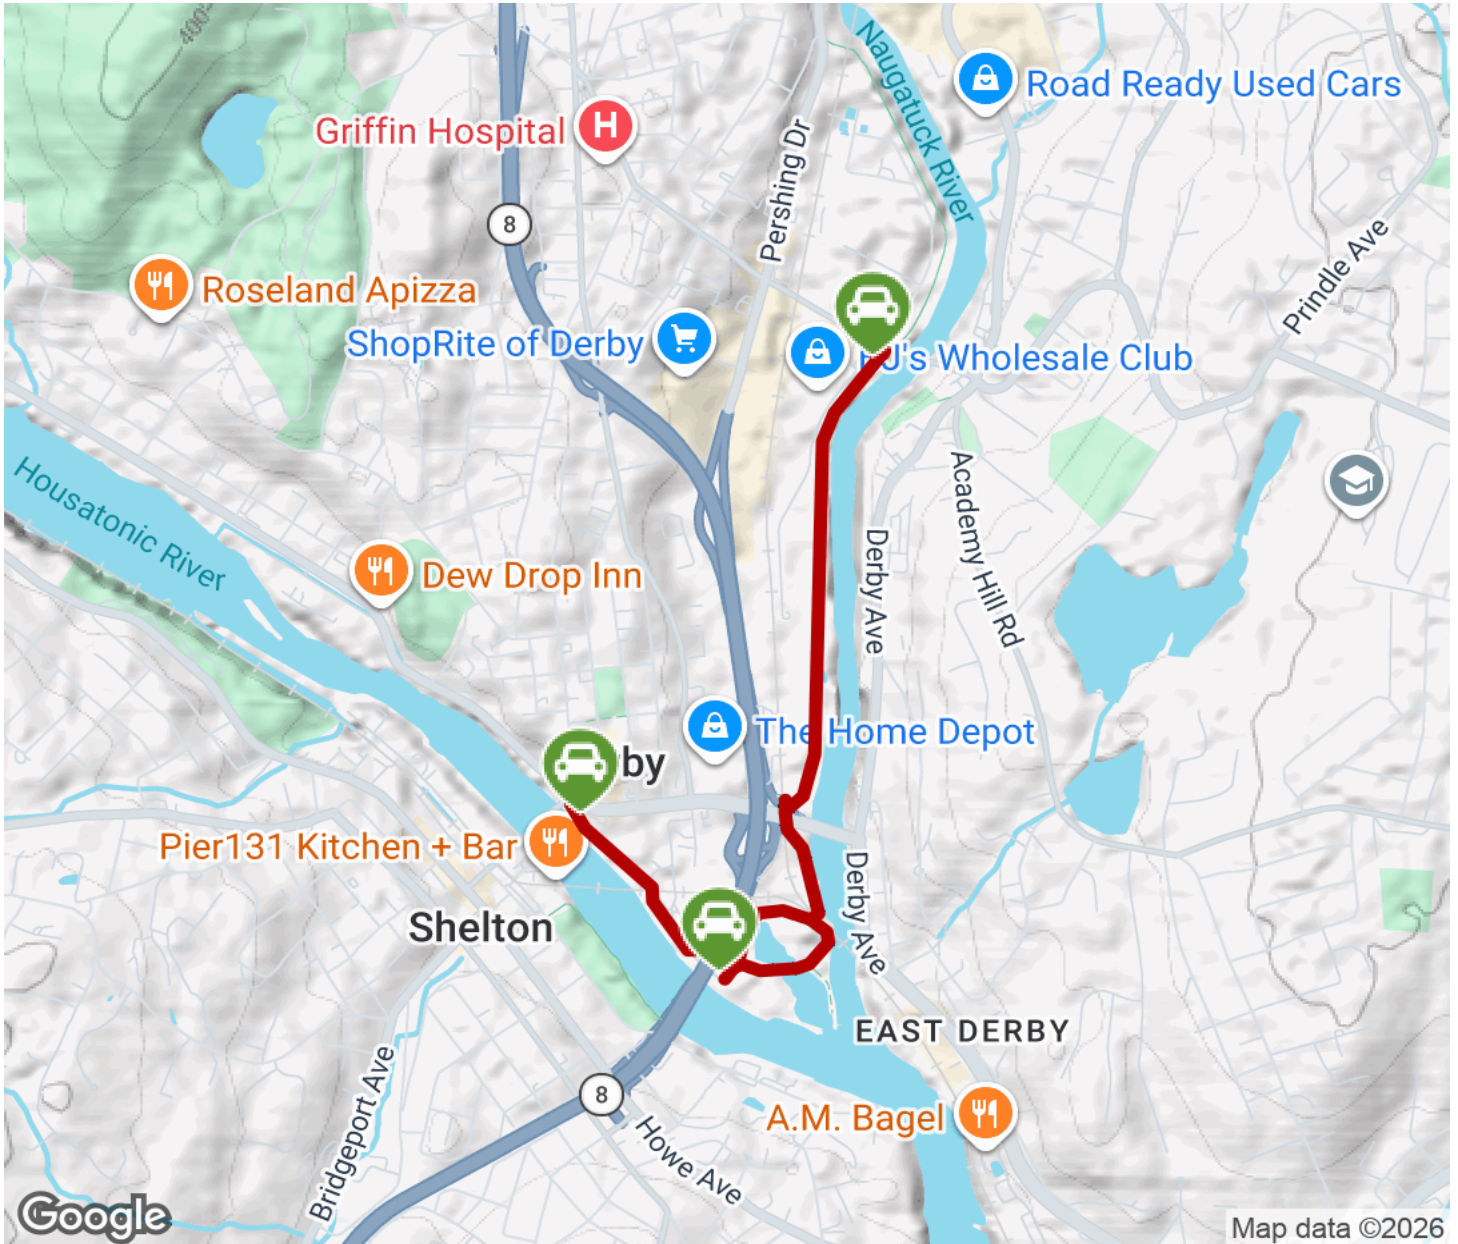 400
Naugatuck River
Road Ready Used Cars
Griffin Hospital
H
Pershing Dr
8
Prindle Ave
Roseland Apizza
ShopRite of Derby
J's Wholesale Club
Academy Hill Rd
Housatonic River
Derby Ave
Dew Drop Inn
The Home Depot
by
Pier131 Kitchen + Bar
Derby Ave
Shelton
EAST DERBY
8
A.M. Bagel
Bridgeport Ave
Howe Ave
Google
Map data ©2026